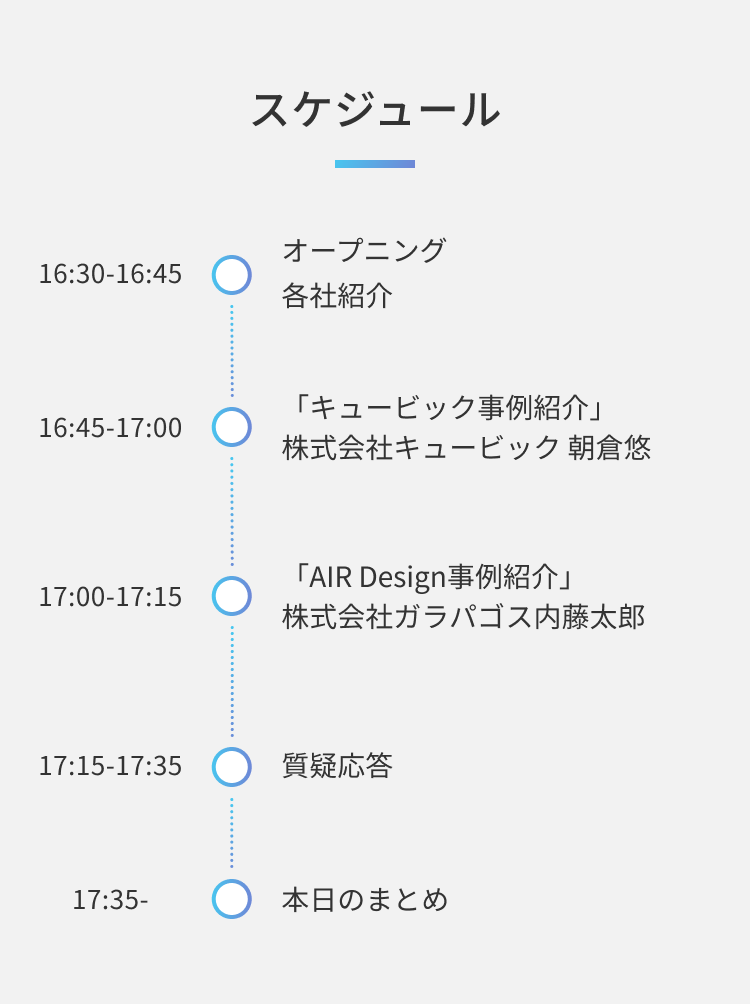 スケジュール
16:30-16:45
オープニング
各社紹介
16:45-17:00
「キュービック事例紹介」
株式会社キュービック 朝倉悠
17:00-17:15
「AIR Design事例紹介」
株式会社ガラパゴス内藤太郎
17:15-17:35
質疑応答
17:35-
本日のまとめ